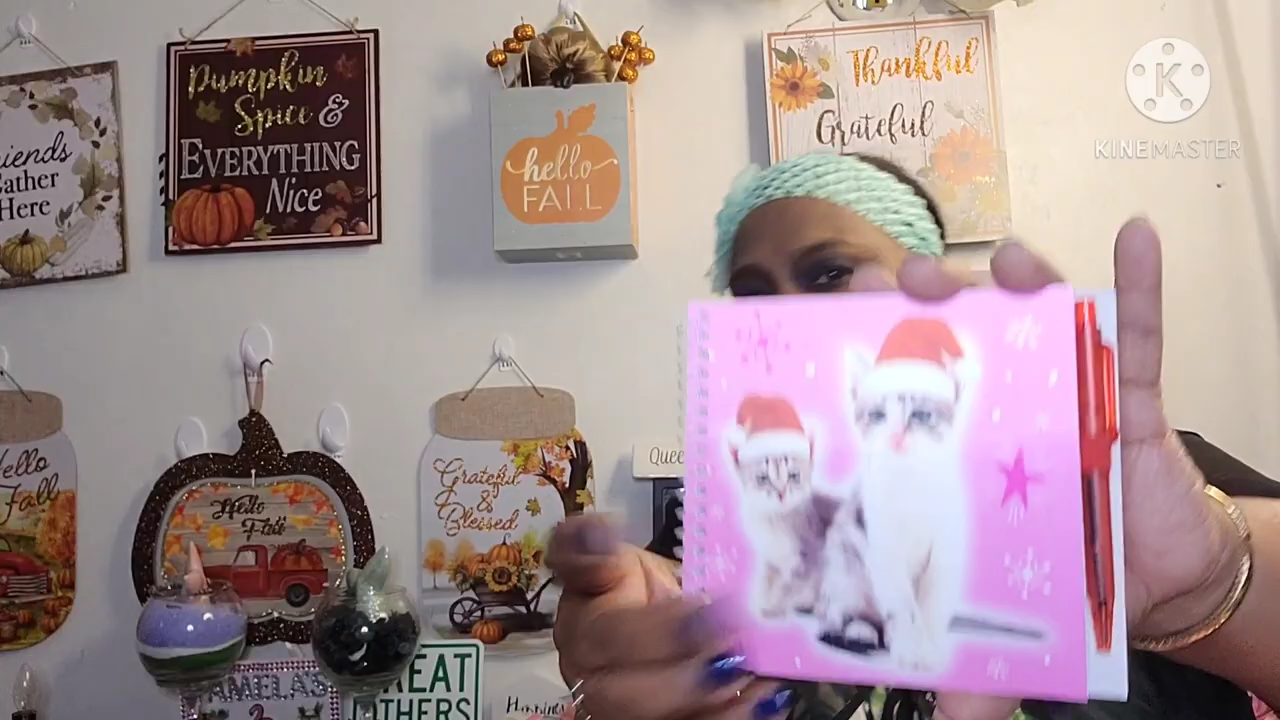 iends
ather
Here
Pumpkin
Spice &
EVERYTHING
Nice
hello
FALL
Thankful
Grateful
K
KINEMASTER
Hello
Fall
Hello
Fall
Grateful
&
Blessed
Quee
AMELA'S
REAT
THERS